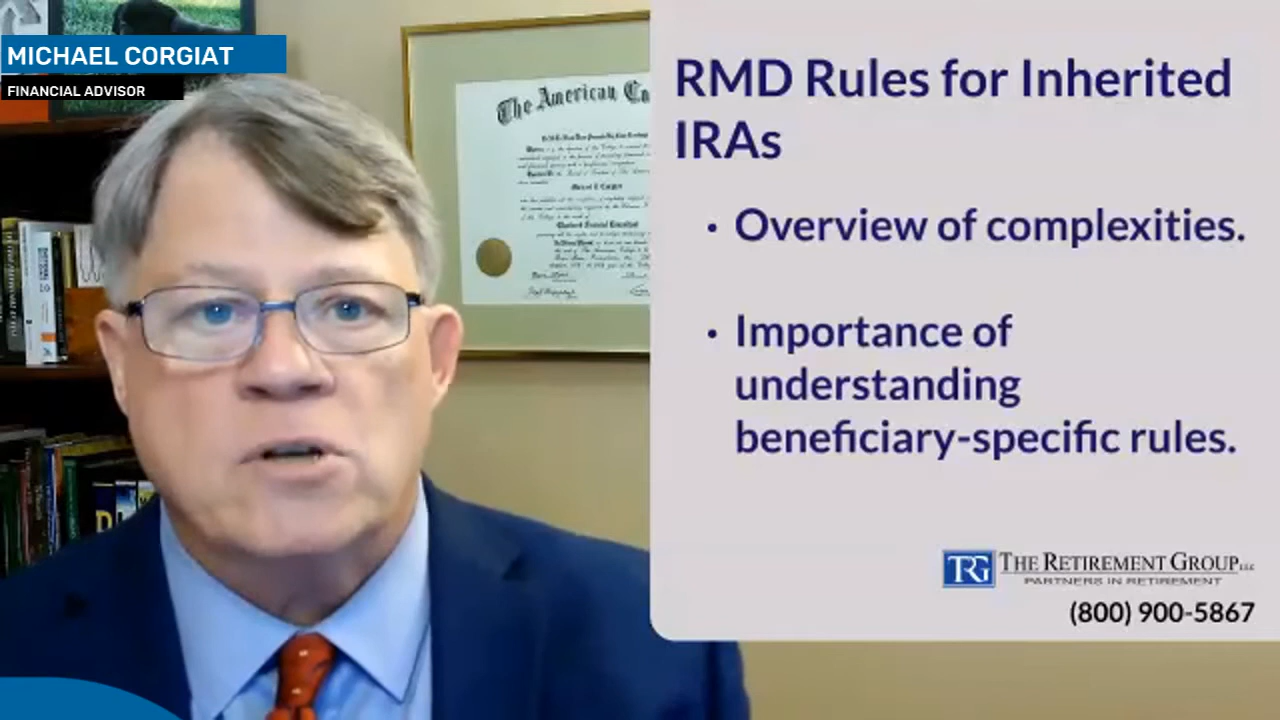 MICHAEL CORGIAT
FINANCIAL ADVISOR
The American Co
RMD Rules for Inherited
IRAs
• Overview of complexities.
• Importance of
understanding
beneficiary-specific rules.
TRG THE RETIREMENT GROUP LLC
PARTNERS IN RETIREMENT
(800) 900-5867